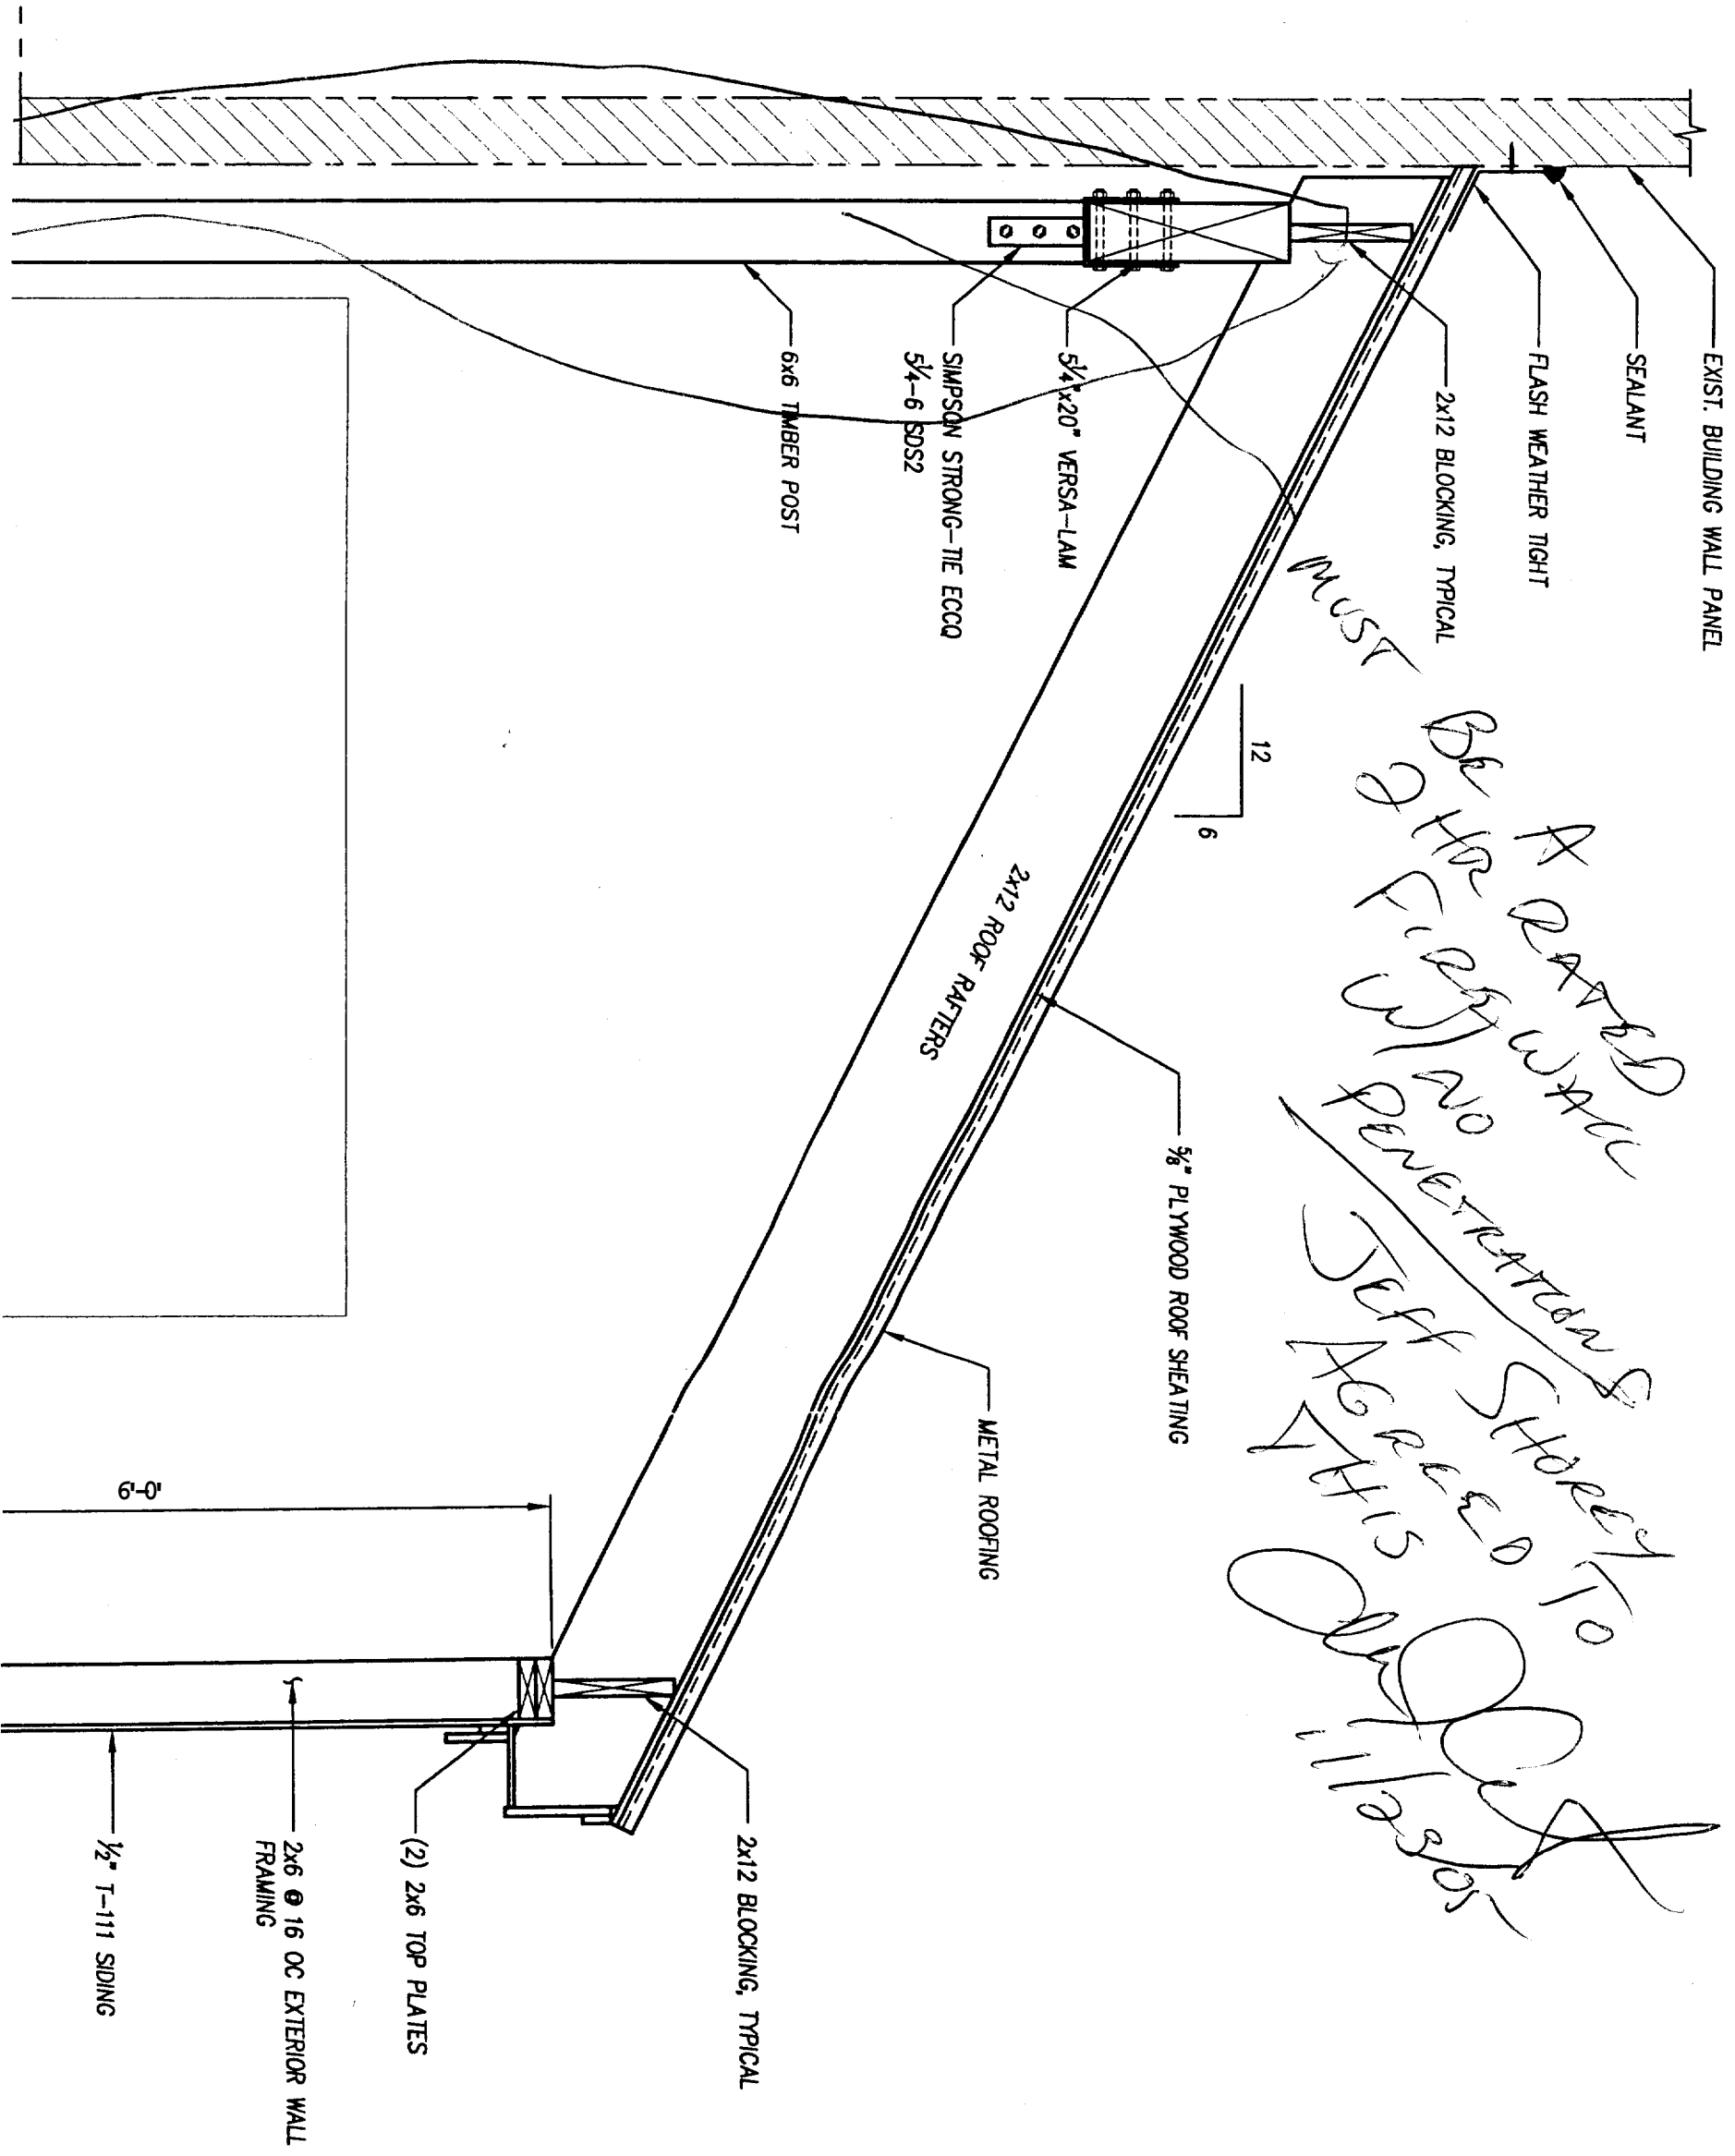 EXIST. BUILDING WALL PANEL
SEALANT
FLASH WEATHER TIGHT
2x12 BLOCKING, TYPICAL
5¼"x20" VERSA-LAM
SIMPSON STRONG-TIE ECCQ
5¼-6 SDS2
6x6 TIMBER POST
12
6
2x12 ROOF RAFTERS
⅝" PLYWOOD ROOF SHEATING
METAL ROOFING
6'-0"
2x12 BLOCKING, TYPICAL
(2) 2x6 TOP PLATES
2x6 @ 16 OC EXTERIOR WALL
FRAMING
½" T-111 SIDING
MUST BE A
2 HR RATED
FIRE WALL
W/ NO
PENETRATIONS
JEFF SHOREY
AGREED TO
THIS
11/23/05